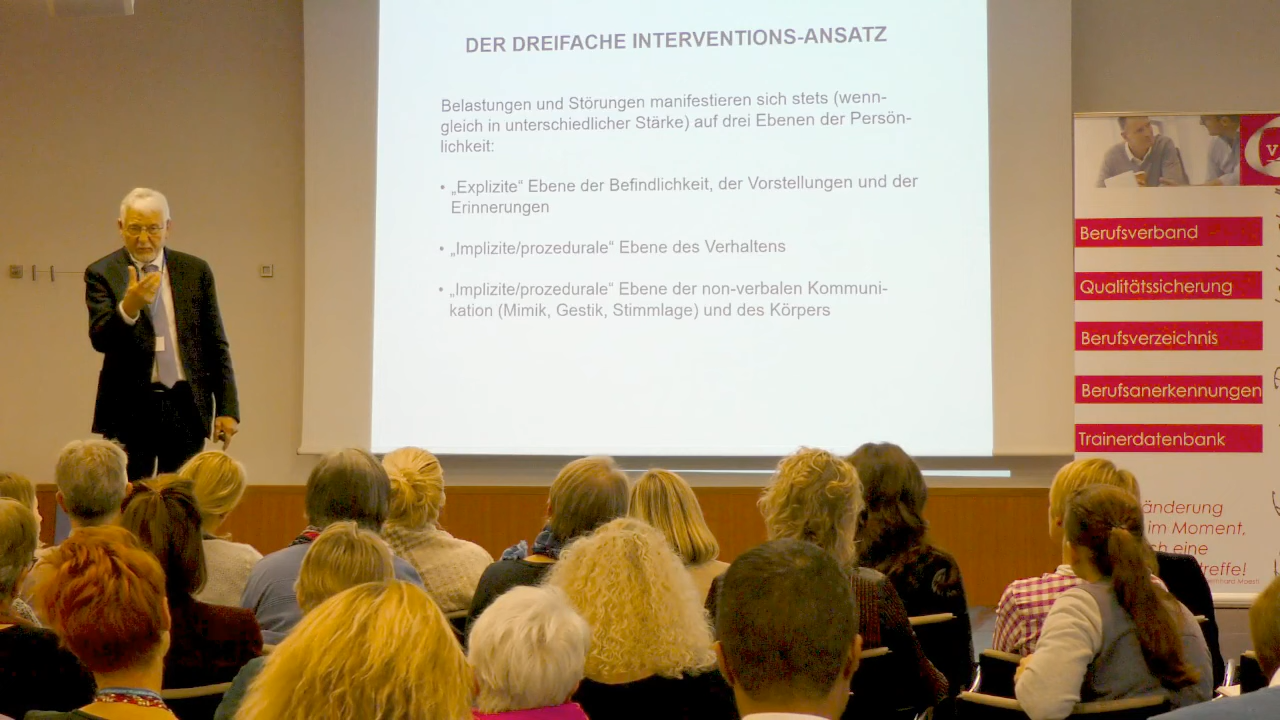 DER DREIFACHE INTERVENTIONS-ANSATZ
Belastungen und Störungen manifestieren sich stets (wenn-
gleich in unterschiedlicher Stärke) auf drei Ebenen der Persön-
lichkeit:
• „Explizite“ Ebene der Befindlichkeit, der Vorstellungen und der
Erinnerungen
• „Implizite/prozedurale“ Ebene des Verhaltens
• „Implizite/prozedurale“ Ebene der non-verbalen Kommuni-
kation (Mimik, Gestik, Stimmlage) und des Körpers
V
Berufsverband
Qualitätssicherung
Berufsverzeichnis
Berufsanerkennungen
Trainerdatenbank
änderung
im Moment,
ch eine
treffe!